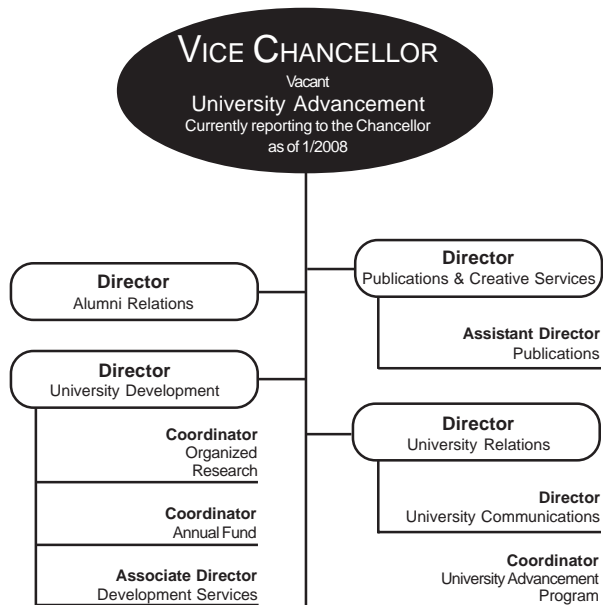 VICE CHANCELLOR
Vacant
University Advancement
Currently reporting to the Chancellor
as of 1/2008
Director
Alumni Relations
Director
Publications & Creative Services
Assistant Director
Publications
Director
University Development
Coordinator
Organized
Research
Coordinator
Annual Fund
Associate Director
Development Services
Director
University Relations
Director
University Communications
Coordinator
University Advancement
Program